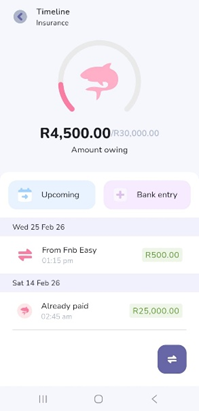 Timeline
Insurance
R4,500.00/R30,000.00
Amount owing
Upcoming
Bank entry
Wed 25 Feb 26
From Fnb Easy
01:15 pm
R500.00
Sat 14 Feb 26
Already paid
02:45 am
R25,000.00